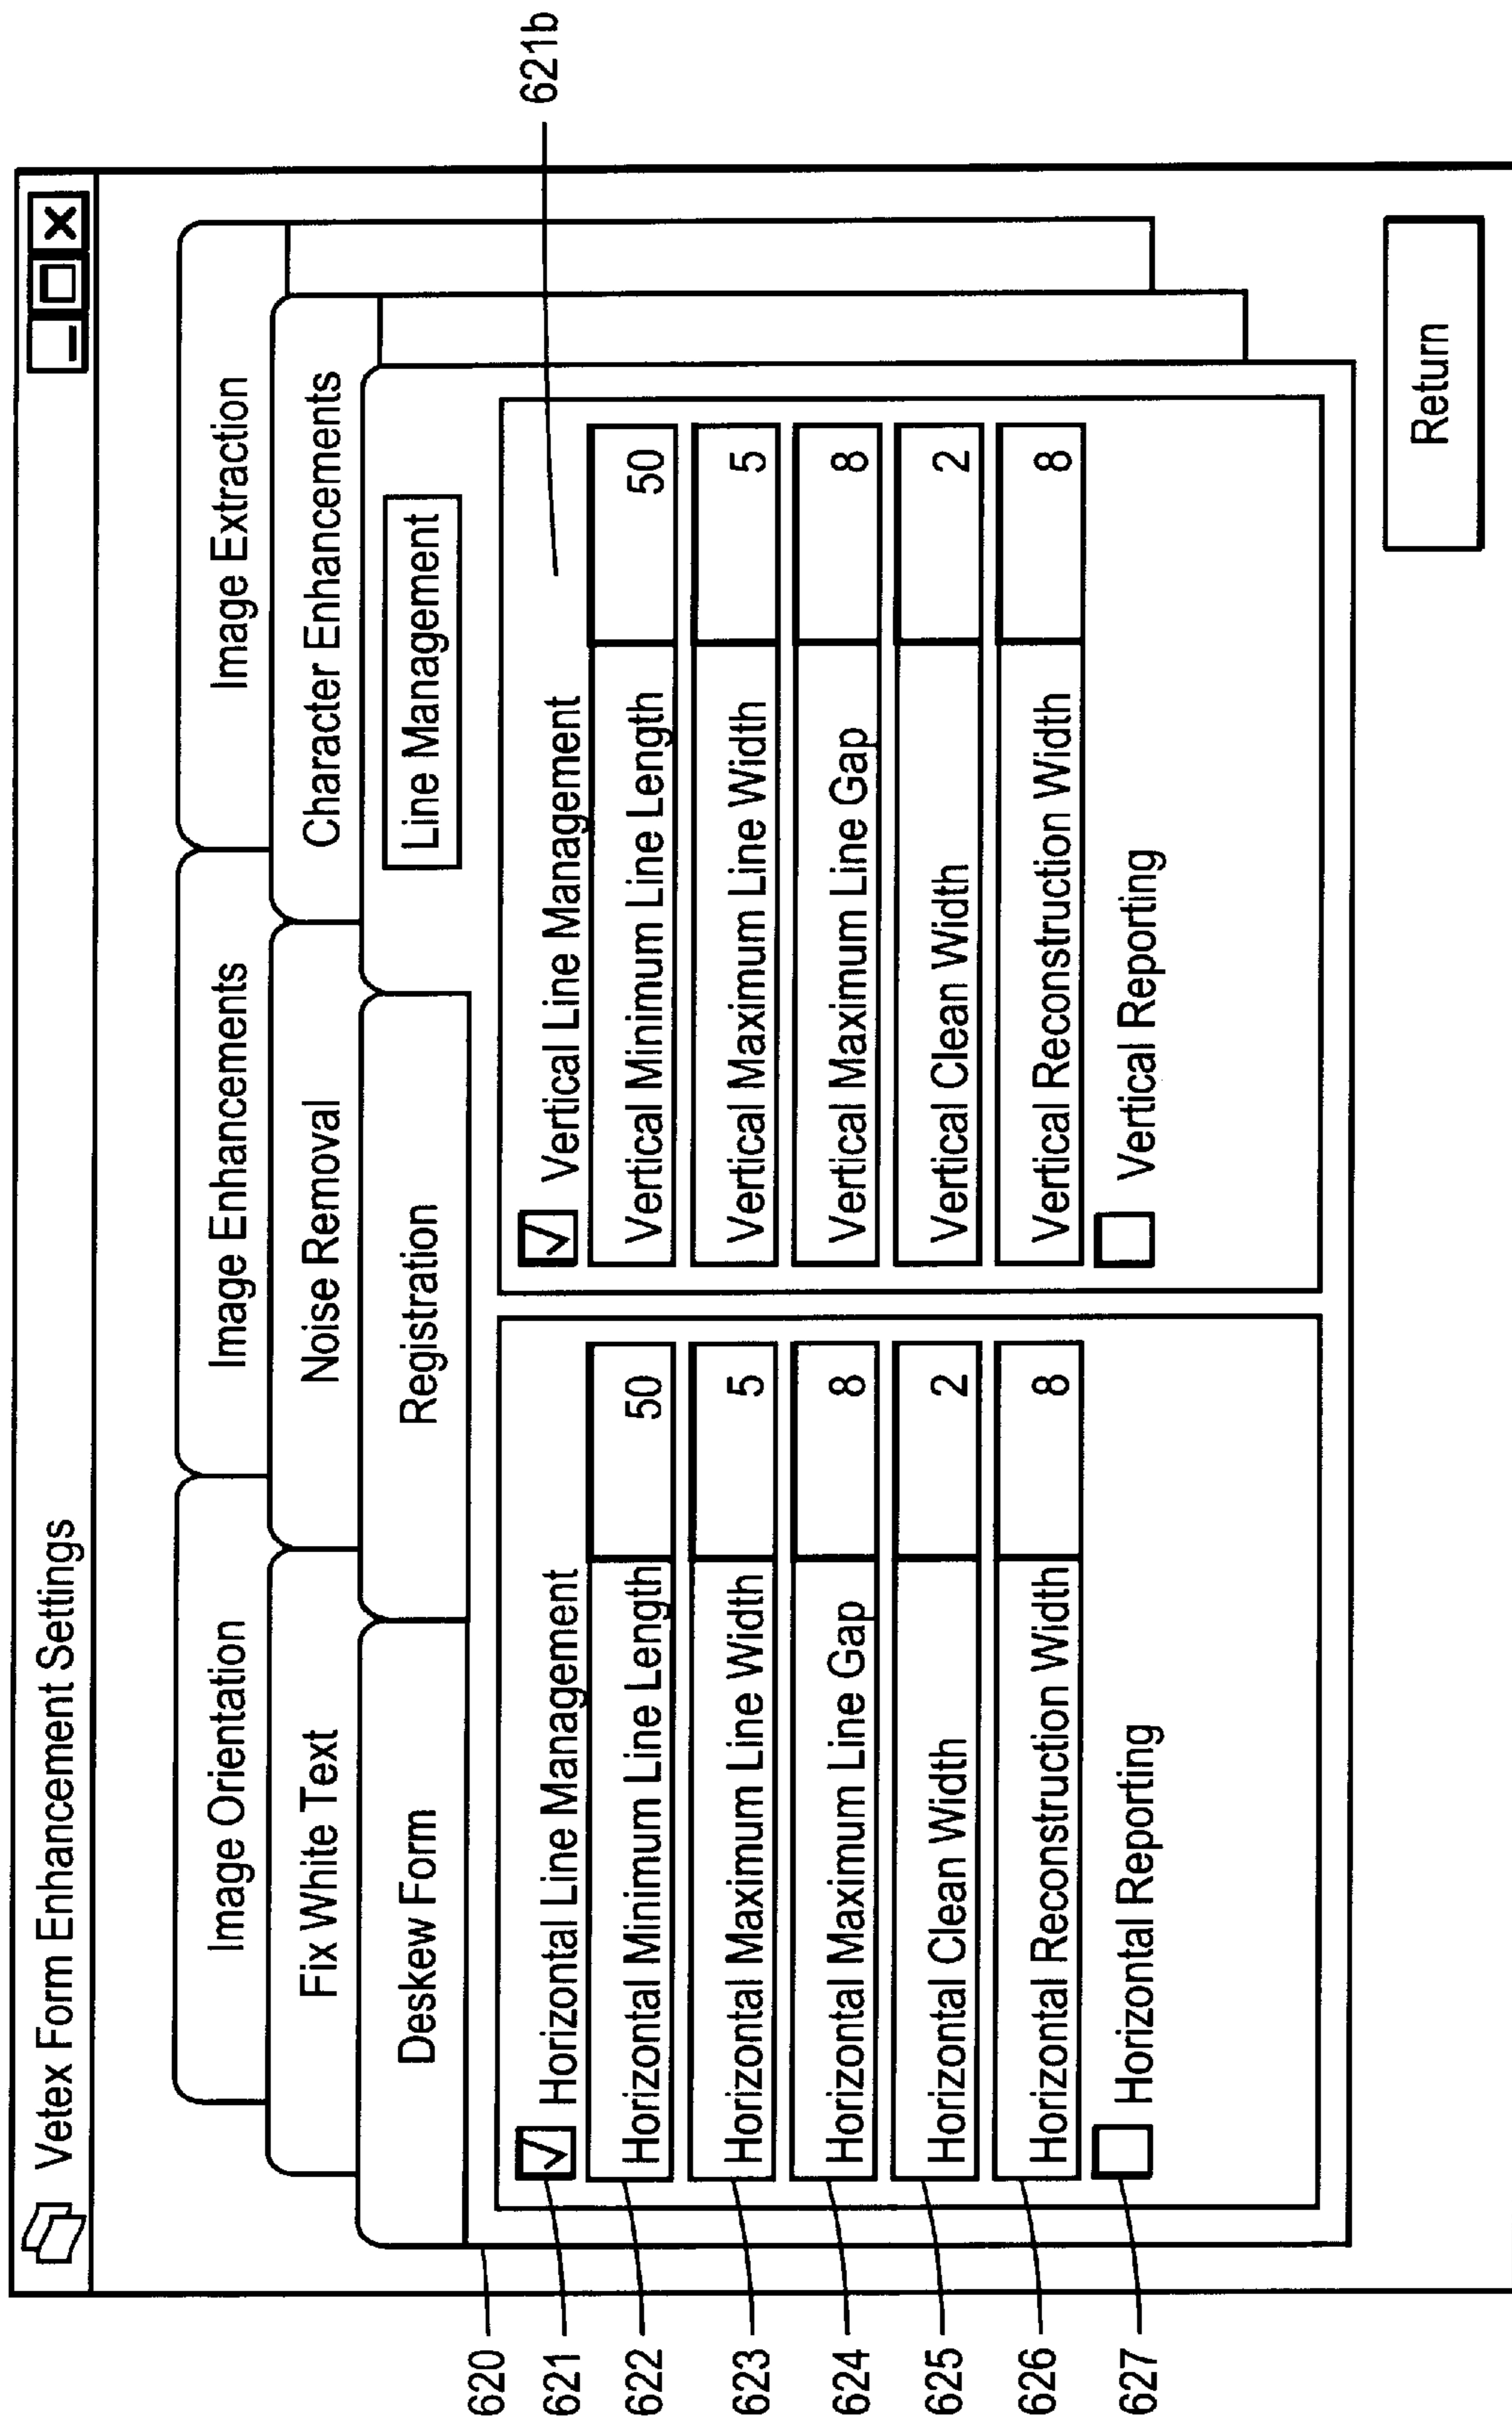 Vetex Form Enhancement Settings
Image Orientation
Image Enhancements
Image Extraction
Fix White Text
Noise Removal
Character Enhancements
Deskew Form
Registration
Line Management
620
621
Horizontal Line Management
622
Horizontal Minimum Line Length 50
623
Horizontal Maximum Line Width 5
624
Horizontal Maximum Line Gap 8
625
Horizontal Clean Width 2
626
Horizontal Reconstruction Width 8
627
Horizontal Reporting
621b
Vertical Line Management
Vertical Minimum Line Length 50
Vertical Maximum Line Width 5
Vertical Maximum Line Gap 8
Vertical Clean Width 2
Vertical Reconstruction Width 8
Vertical Reporting
Return